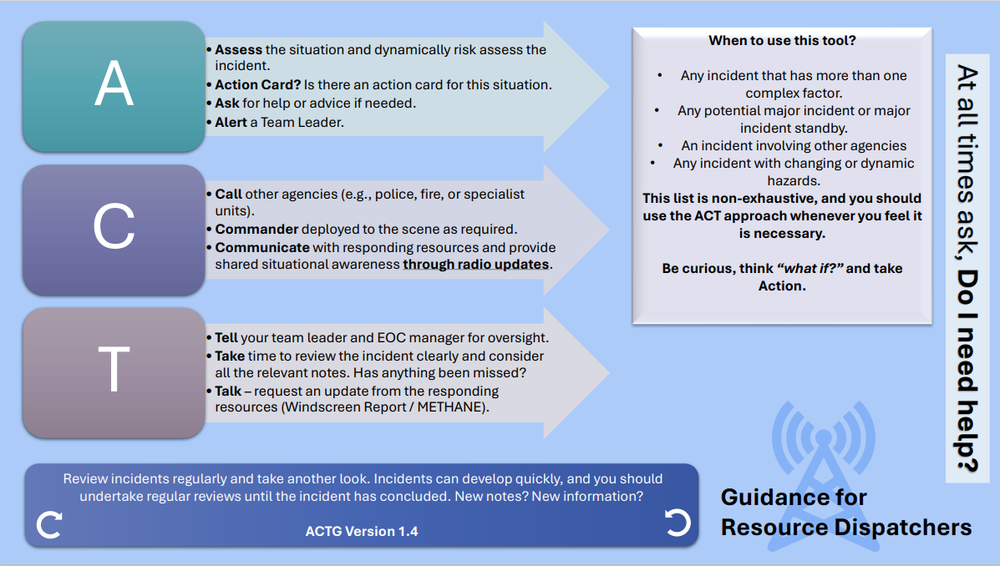 A
• Assess the situation and dynamically risk assess the
incident.
• Action Card? Is there an action card for this situation.
• Ask for help or advice if needed.
• Alert a Team Leader.
C
• Call other agencies (e.g., police, fire, or specialist
units).
• Commander deployed to the scene as required.
• Communicate with responding resources and provide
shared situational awareness through radio updates.
T
• Tell your team leader and EOC manager for oversight.
• Take time to review the incident clearly and consider
all the relevant notes. Has anything been missed?
• Talk – request an update from the responding
resources (Windscreen Report / METHANE).
When to use this tool?
• Any incident that has more than one
complex factor.
• Any potential major incident or major
incident standby.
• An incident involving other agencies
• Any incident with changing or dynamic
hazards.
This list is non-exhaustive, and you should
use the ACT approach whenever you feel it
is necessary.
Be curious, think “what if?” and take
Action.
At all times ask, Do I need help?
Review incidents regularly and take another look. Incidents can develop quickly, and you should
undertake regular reviews until the incident has concluded. New notes? New information?
ACTG Version 1.4
Guidance for
Resource Dispatchers